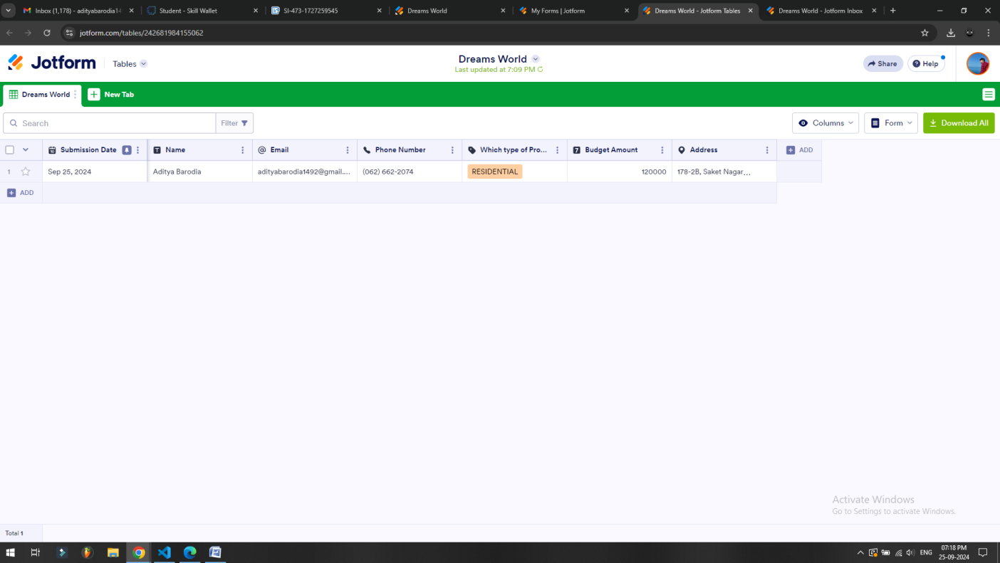 Inbox (1,178) - adityabarodia14
Student - Skill Wallet
SI-473-1727259545
Dreams World
My Forms | Jotform
Dreams World - Jotform Tables
Dreams World - Jotform Inbox
jotform.com/tables/242681984155062
Jotform
Tables
Dreams World
Last updated at 7:09 PM
Share
Help
Dreams World
New Tab
Search
Filter
Columns
Form
Download All
Submission Date
Name
Email
Phone Number
Which type of Pro...
Budget Amount
Address
ADD
1
Sep 25, 2024
Aditya Barodia
adityabarodia1492@gmail....
(062) 662-2074
RESIDENTIAL
120000
178-2B, Saket Nagar...
ADD
Activate Windows
Go to Settings to activate Windows.
Total 1
ENG
07:18 PM
25-09-2024